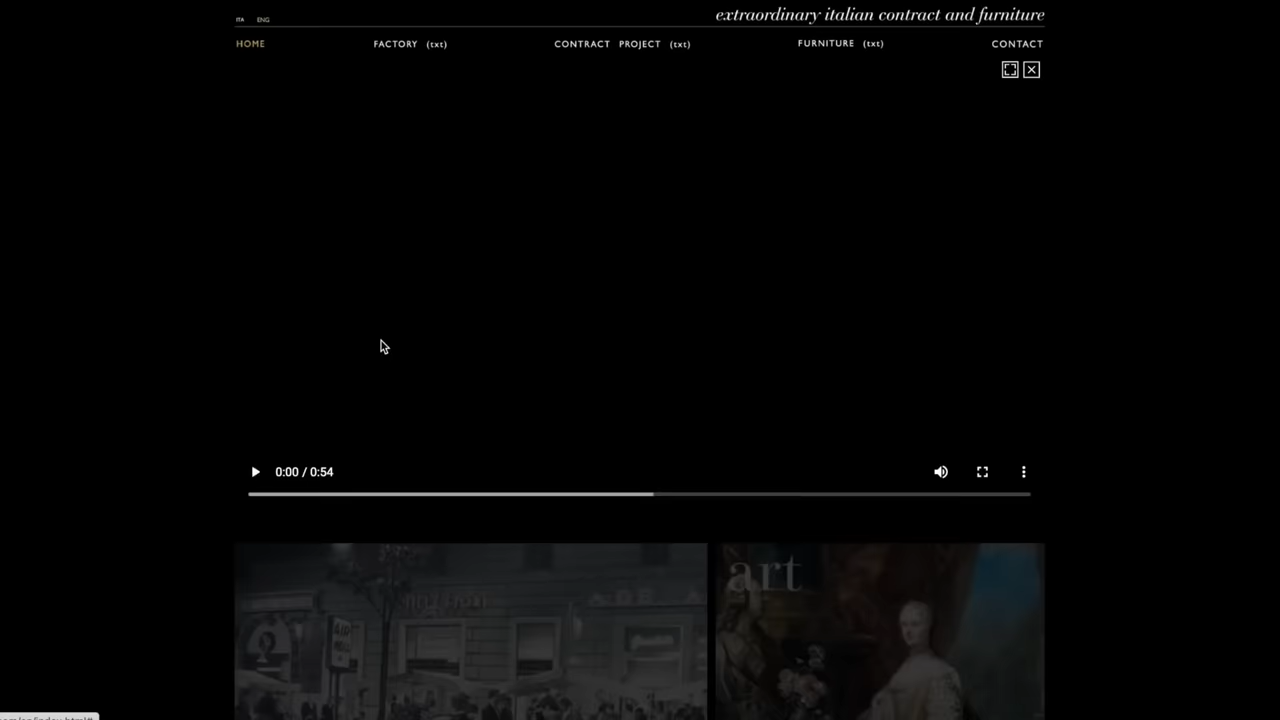 ITA ENG
extraordinary italian contract and furniture
HOME FACTORY (txt) CONTRACT PROJECT (txt) FURNITURE (txt) CONTACT
0:00 / 0:54
art
AIR